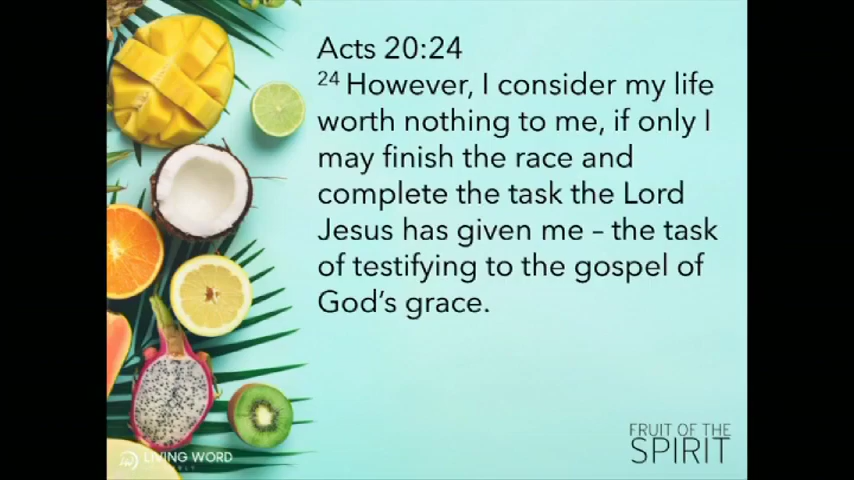 Acts 20:24
24 However, I consider my life
worth nothing to me, if only I
may finish the race and
complete the task the Lord
Jesus has given me – the task
of testifying to the gospel of
God’s grace.
FRUIT OF THE
SPIRIT
LIVING WORD